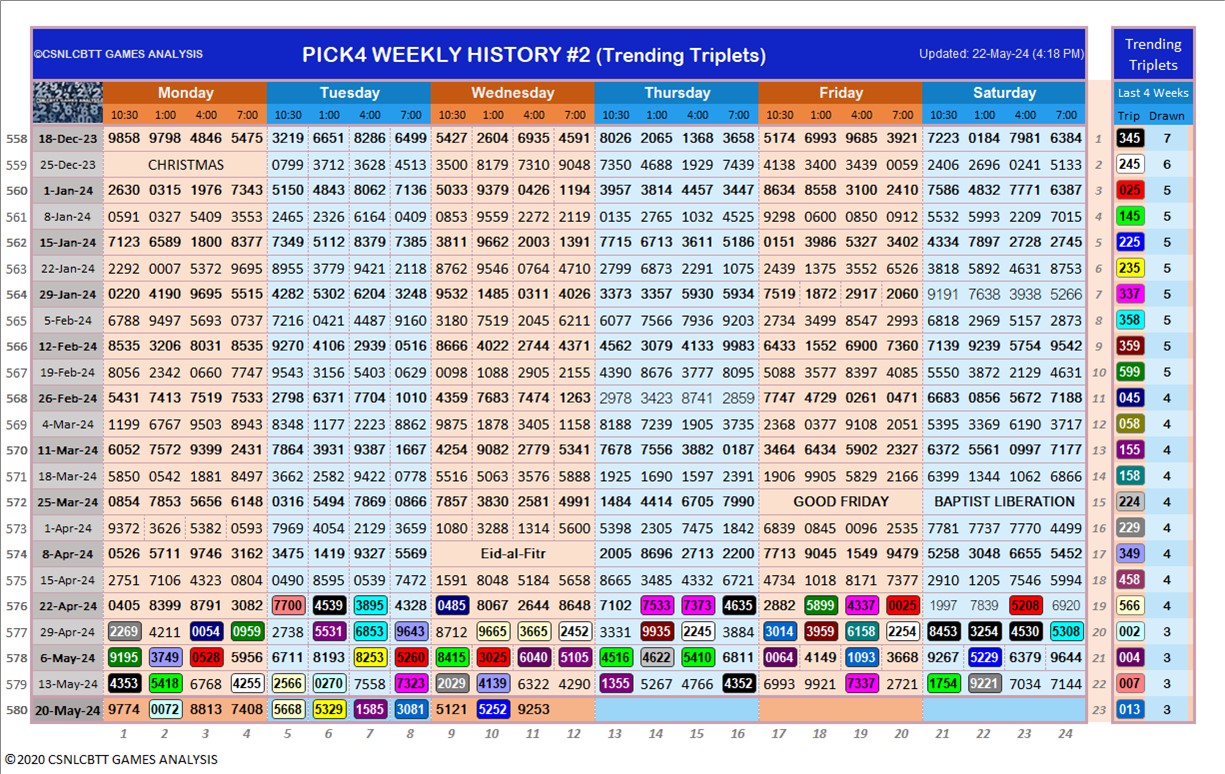 ©CSNLCBTT GAMES ANALYSIS PICK4 WEEKLY HISTORY #2 (Trending Triplets) Updated: 22-May-24 (4:18 PM) Trending Triplets
Monday Tuesday Wednesday Thursday Friday Saturday Last 4 Weeks
10:30 1:00 4:00 7:00 10:30 1:00 4:00 7:00 10:30 1:00 4:00 7:00 10:30 1:00 4:00 7:00 10:30 1:00 4:00 7:00 10:30 1:00 4:00 7:00 Trip Drawn
558 18-Dec-23 9858 9798 4846 5475 3219 6651 8286 6499 5427 2604 6935 4591 8026 2065 1368 3658 5174 6993 9685 3921 7223 0184 7981 6384 1 345 7
559 25-Dec-23 CHRISTMAS 0799 3712 3628 4513 3500 8179 7310 9048 7350 4688 1929 7439 4138 3400 3439 0059 2406 2696 0241 5133 2 245 6
560 1-Jan-24 2630 0315 1976 7343 5150 4843 8062 7136 5033 9379 0426 1194 3957 3814 4457 3447 8634 8558 3100 2410 7586 4832 7771 6387 3 025 5
561 8-Jan-24 0591 0327 5409 3553 2465 2326 6164 0409 0853 9559 2272 2119 0135 2765 1032 4525 9298 0600 0850 0912 5532 5993 2209 7015 4 145 5
562 15-Jan-24 7123 6589 1800 8377 7349 5112 8379 7385 3811 9662 2003 1391 7715 6713 3611 5186 0151 3986 5327 3402 4334 7897 2728 2745 5 225 5
563 22-Jan-24 2292 0007 5372 9695 8955 3779 9421 2118 8762 9546 0764 4710 2799 6873 2291 1075 2439 1375 3552 6526 3818 5892 4631 8753 6 235 5
564 29-Jan-24 0220 4190 9695 5515 4282 5302 6204 3248 9532 1485 0311 4026 3373 3357 5930 5934 7519 1872 2917 2060 9191 7638 3938 5266 7 337 5
565 5-Feb-24 6788 9497 5693 0737 7216 0421 4487 9160 3180 7519 2045 6211 6077 7566 7936 9203 2734 3499 8547 2993 6818 2969 5157 2873 8 358 5
566 12-Feb-24 8535 3206 8031 8535 9270 4106 2939 0516 8666 4022 2744 4371 4562 3079 4133 9983 6433 1552 6900 7360 7139 9239 5754 9542 9 359 5
567 19-Feb-24 8056 2342 0660 7747 9543 3156 5403 0629 0098 1088 2905 2155 4390 8676 3777 8095 5088 3577 8397 4085 5550 3872 2129 4631 10 599 5
568 26-Feb-24 5431 7413 7519 7533 2798 6371 7704 1010 4359 7683 7474 1263 2978 3423 8741 2859 7747 4729 0261 0471 6683 0856 5672 7188 11 045 4
569 4-Mar-24 1199 6767 9503 8943 8348 1177 2223 8862 9875 1878 3405 1158 8188 7239 1905 3735 2368 0377 9108 2051 5395 3369 6190 3717 12 058 4
570 11-Mar-24 6052 7572 9399 2431 7864 3931 9387 1667 4254 9082 2779 5341 7678 7556 3882 0187 3464 6434 5902 2327 6372 5561 0997 7177 13 155 4
571 18-Mar-24 5850 0542 1881 8497 3662 2582 9422 0778 5516 5063 5576 5888 1925 1690 1597 2391 1906 9905 5829 2166 6399 1344 1062 6866 14 158 4
572 25-Mar-24 0854 7853 5656 6148 0316 5494 7869 0866 7857 3830 2581 4991 1484 4414 6705 7990 GOOD FRIDAY BAPTIST LIBERATION 15 224 4
573 1-Apr-24 9372 3626 5382 0593 7969 4054 2129 3659 1080 3288 1314 5600 5398 2305 7475 1842 6839 0845 0096 2535 7781 7737 7770 4499 16 229 4
574 8-Apr-24 0526 5711 9746 3162 3475 1419 9327 5569 Eid-al-Fitr 2005 8696 2713 2200 7713 9045 1549 9479 5258 3048 6655 5452 17 349 4
575 15-Apr-24 2751 7106 4323 0804 0490 8595 0539 7472 1591 8048 5184 5658 8665 3485 4332 6721 4734 1018 8171 7377 2910 1205 7546 5994 18 458 4
576 22-Apr-24 0405 8399 8791 3082 7700 4539 3895 4328 0485 8067 2644 8648 7102 7533 7373 4635 2882 5899 4337 0025 1997 7839 5208 6920 19 566 4
577 29-Apr-24 2269 4211 0054 0959 2738 5531 6853 9643 8712 9665 3665 2452 3331 9935 2245 3884 3014 3959 6158 2254 8453 3254 4530 5308 20 002 3
578 6-May-24 9195 3749 0528 5956 6711 8193 8253 5260 8415 3025 6040 5105 4516 4622 5410 6811 0064 4149 1093 3668 9267 5229 6379 9644 21 004 3
579 13-May-24 4353 5418 6768 4255 2566 0270 7558 7323 2029 4139 6322 4290 1355 5267 4766 4352 6993 9921 7337 2721 1754 9221 7034 7144 22 007 3
580 20-May-24 9774 0072 8813 7408 5668 5329 1585 3081 5121 5252 9253 23 013 3
1 2 3 4 5 6 7 8 9 10 11 12 13 14 15 16 17 18 19 20 21 22 23 24
©2020 CSNLCBTT GAMES ANALYSIS